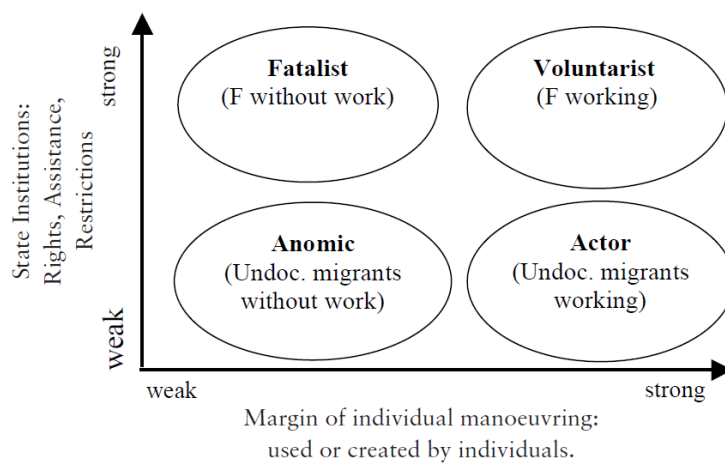 State Institutions:
Rights, Assistance,
Restrictions
strong
weak
Fatalist
(F without work)
Voluntarist
(F working)
Anomic
(Undoc. migrants
without work)
Actor
(Undoc. migrants
working)
weak
strong
Margin of individual manoeuvring:
used or created by individuals.